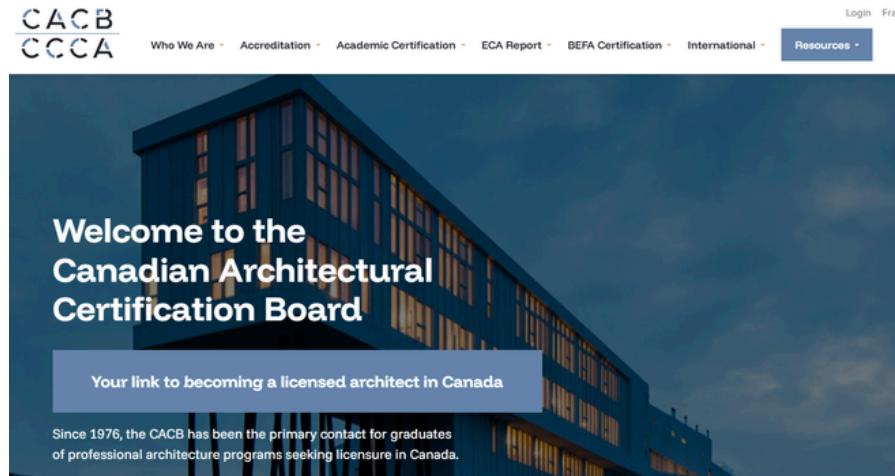 CACB
CCCA
Login
Who We Are
Accreditation
Academic Certification
ECA Report
BEFA Certification
International
Resources
Welcome to the
Canadian Architectural
Certification Board
Your link to becoming a licensed architect in Canada
Since 1976, the CACB has been the primary contact for graduates
of professional architecture programs seeking licensure in Canada.